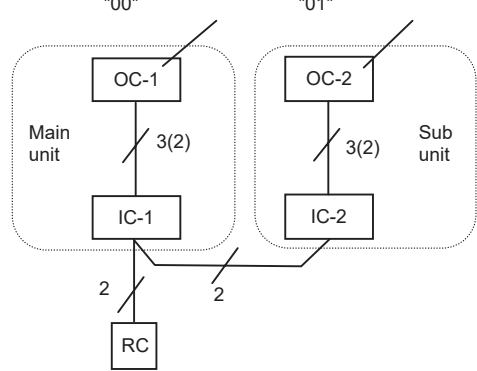 "00"
"01"
OC-1
OC-2
Main
unit
3(2)
3(2)
Sub
unit
IC-1
IC-2
2
2
RC